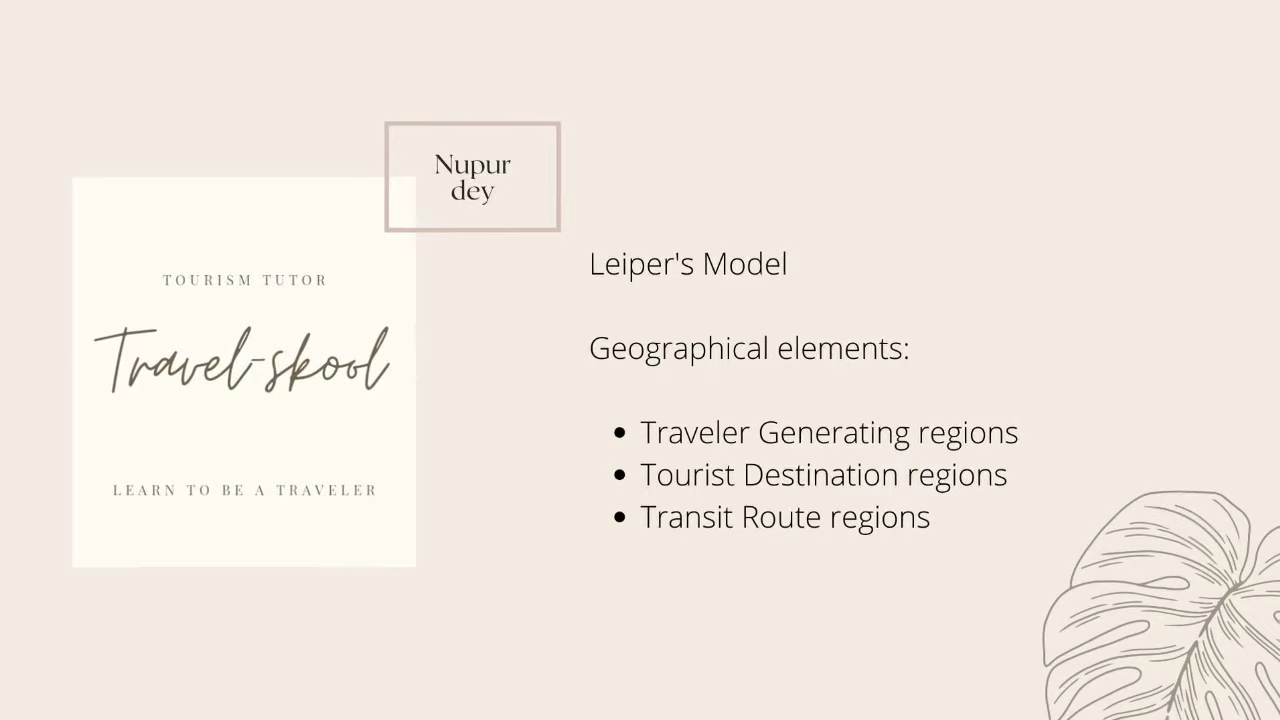 Nupur
dey
TOURISM TUTOR
Travel-skool
LEARN TO BE A TRAVELER
Leiper's Model
Geographical elements:
• Traveler Generating regions
• Tourist Destination regions
• Transit Route regions